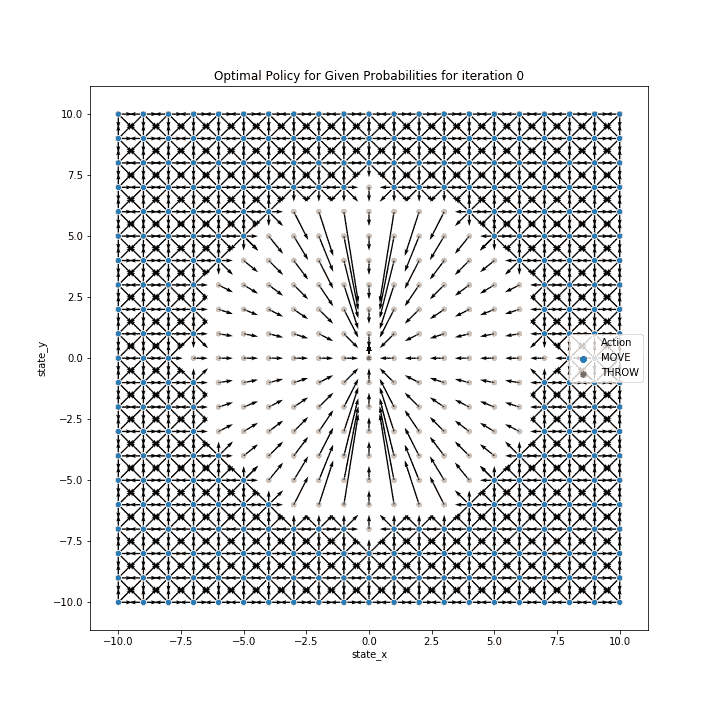 Optimal Policy for Given Probabilities for iteration 0
10.0
7.5
5.0
2.5
0.0
−2.5
−5.0
−7.5
−10.0
state_y
Action
MOVE
THROW
−10.0 −7.5 −5.0 −2.5 0.0 2.5 5.0 7.5 10.0
state_x